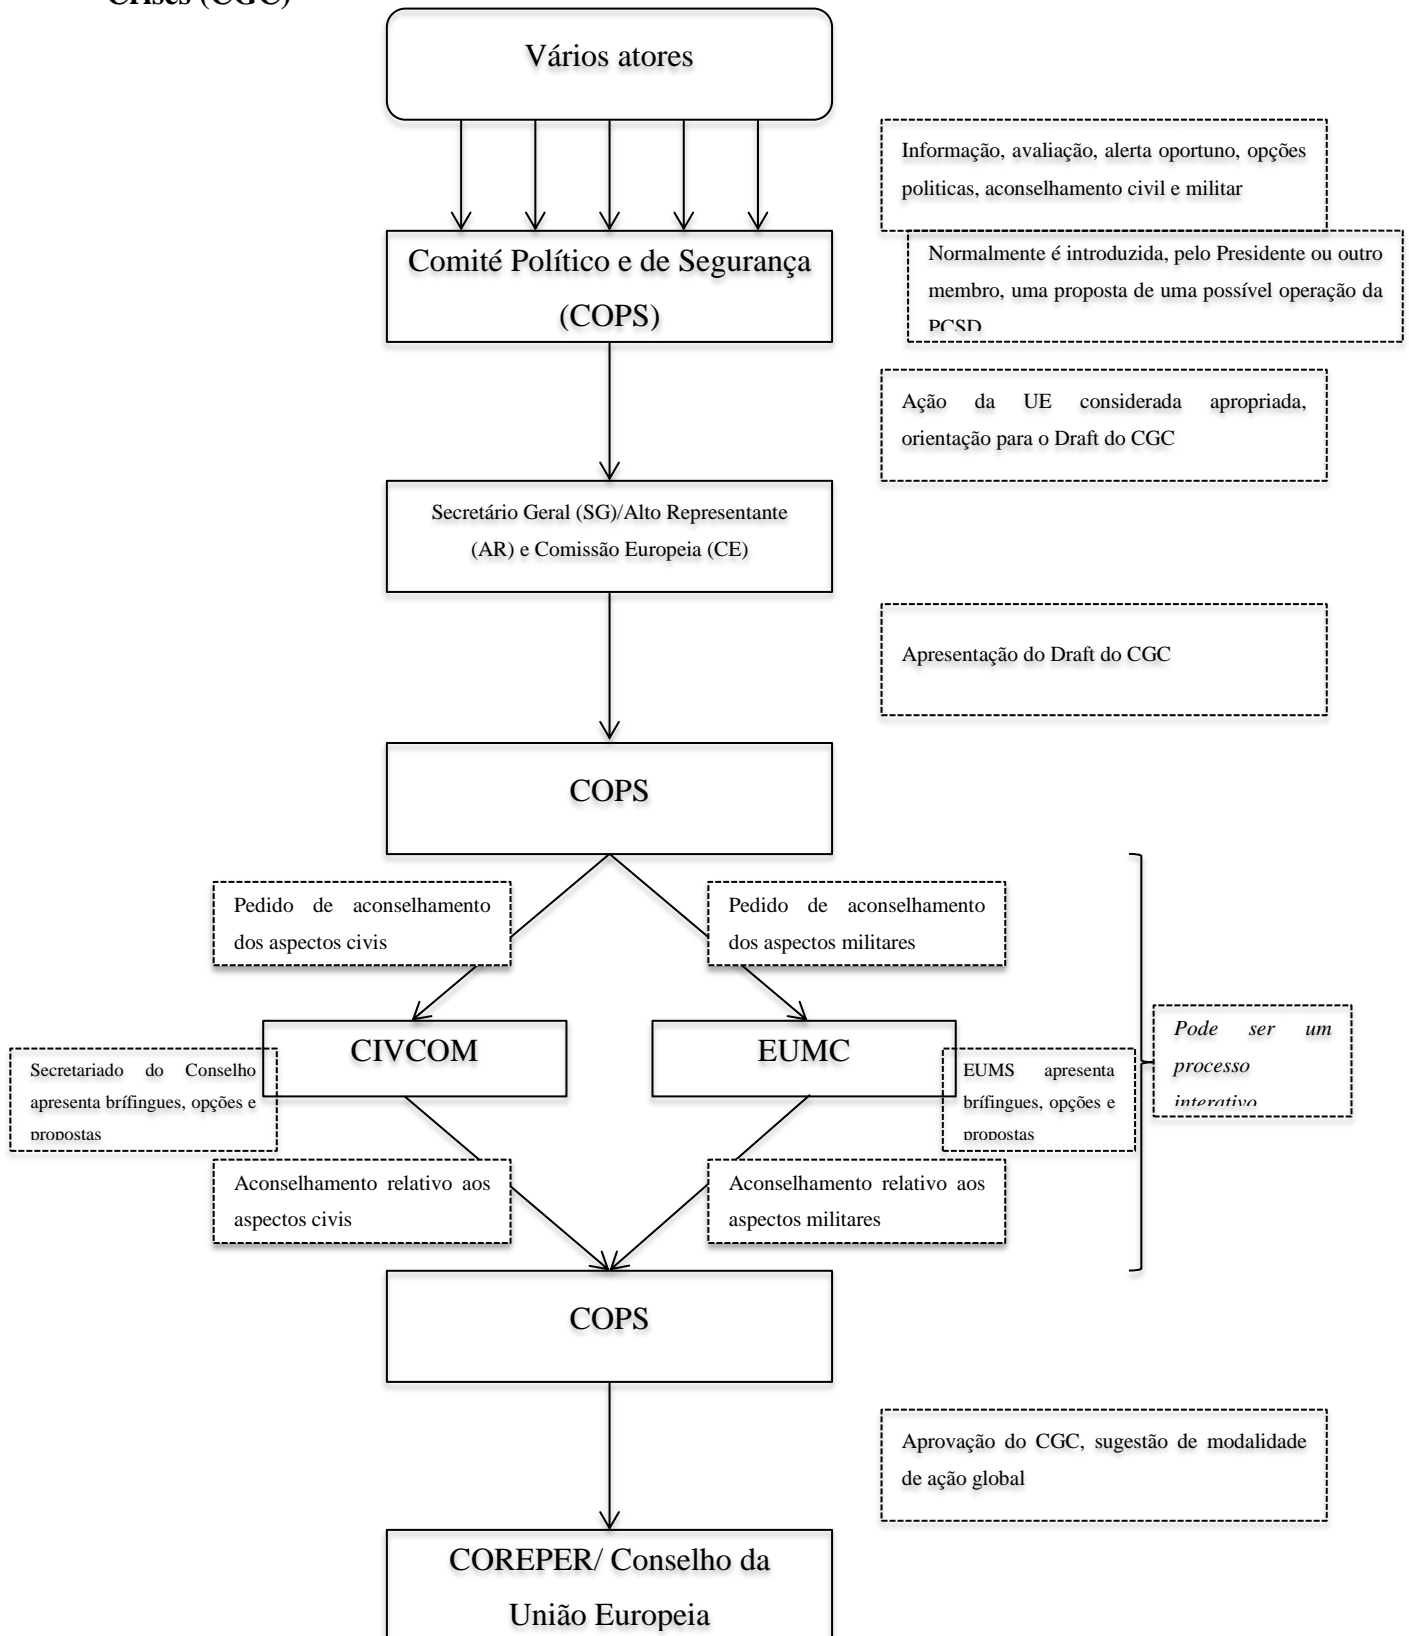 Crises (CGC)
Vários atores
Informação, avaliação, alerta oportuno, opções
politicas, aconselhamento civil e militar
Comité Político e de Segurança
(COPS)
Normalmente é introduzida, pelo Presidente ou outro
membro, uma proposta de uma possível operação da
PCSD
Ação da UE considerada apropriada,
orientação para o Draft do CGC
Secretário Geral (SG)/Alto Representante
(AR) e Comissão Europeia (CE)
Apresentação do Draft do CGC
COPS
Pedido de aconselhamento
dos aspectos civis
Pedido de aconselhamento
dos aspectos militares
CIVCOM
EUMC
Secretariado do Conselho
apresenta brífingues, opções e
propostas
EUMS apresenta
brífingues, opções e
propostas
Pode ser um
processo
interativo
Aconselhamento relativo aos
aspectos civis
Aconselhamento relativo aos
aspectos militares
COPS
Aprovação do CGC, sugestão de modalidade
de ação global
COREPER/ Conselho da
União Europeia